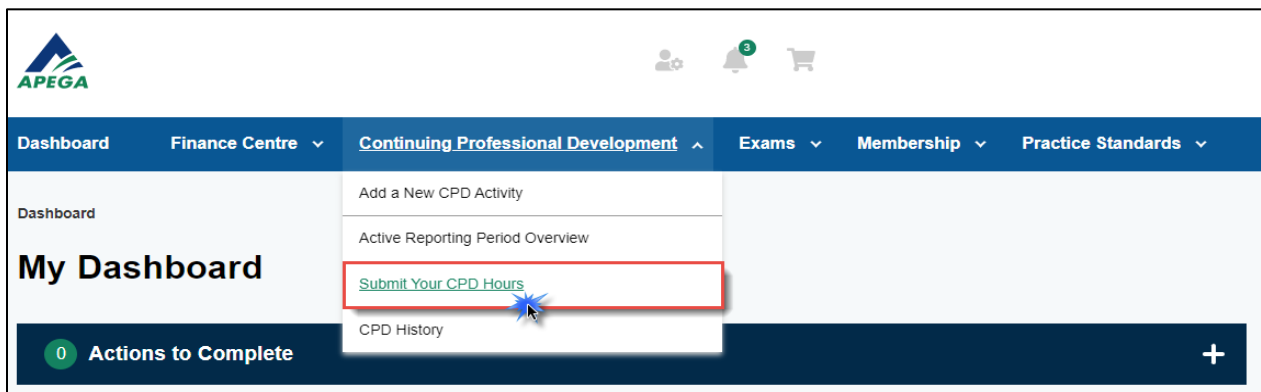 APEGA
3
Dashboard Finance Centre Continuing Professional Development Exams Membership Practice Standards
Add a New CPD Activity
Dashboard
Active Reporting Period Overview
My Dashboard
Submit Your CPD Hours
CPD History
0 Actions to Complete +